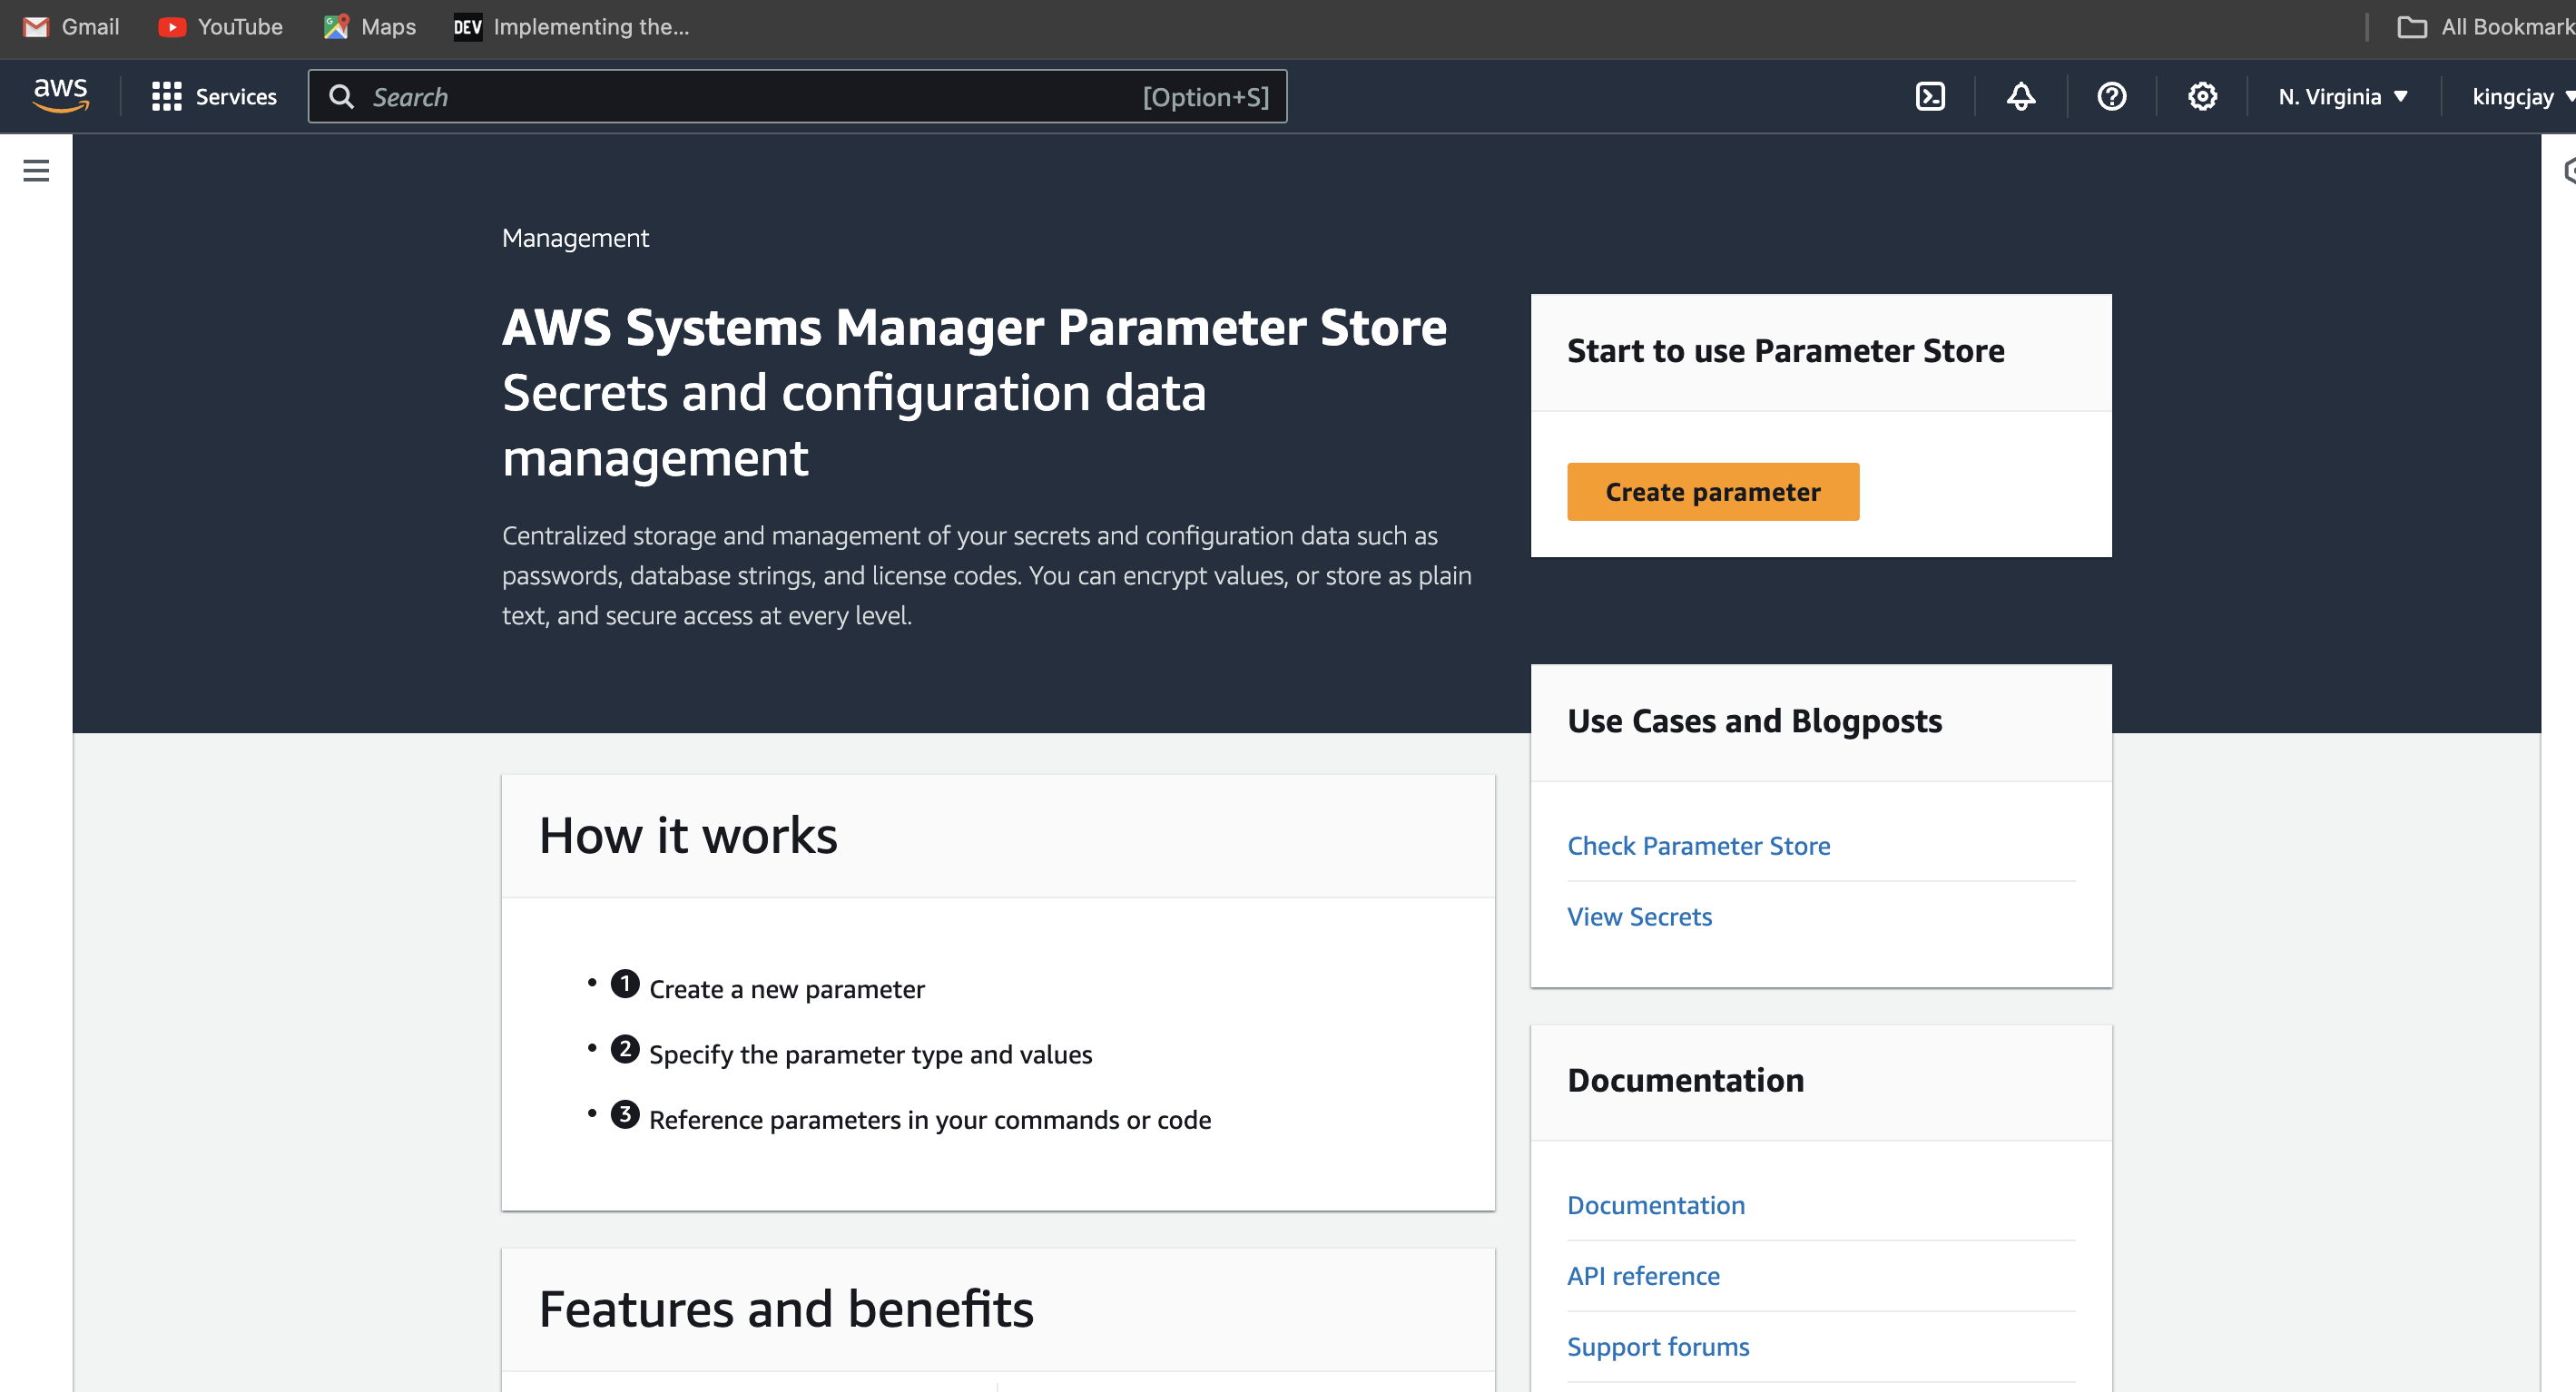 Gmail
YouTube
Maps
DEV Implementing the...
All Bookmark
aws
Services
Search
[Option+S]
N. Virginia
kingcjay
Management
AWS Systems Manager Parameter Store
Secrets and configuration data
management
Centralized storage and management of your secrets and configuration data such as
passwords, database strings, and license codes. You can encrypt values, or store as plain
text, and secure access at every level.
Start to use Parameter Store
Create parameter
Use Cases and Blogposts
Check Parameter Store
View Secrets
How it works
1 Create a new parameter
2 Specify the parameter type and values
3 Reference parameters in your commands or code
Documentation
Documentation
API reference
Support forums
Features and benefits